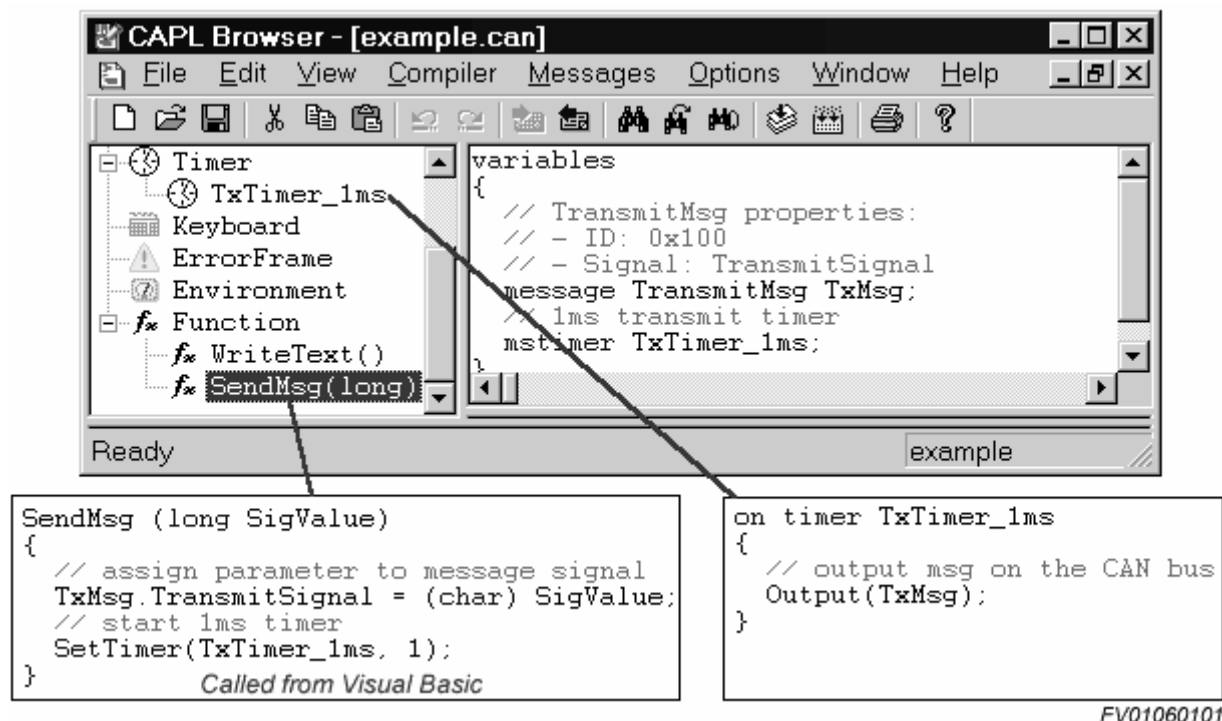 CAPL Browser - [example.can]
File Edit View Compiler Messages Options Window Help
Timer
TxTimer_1ms
Keyboard
ErrorFrame
Environment
Function
WriteText()
SendMsg(long)
variables
{
// TransmitMsg properties:
// - ID: 0x100
// - Signal: TransmitSignal
message TransmitMsg TxMsg;
// 1ms transmit timer
mstimer TxTimer_1ms;
}
Ready
example
SendMsg (long SigValue)
{
// assign parameter to message signal
TxMsg.TransmitSignal = (char) SigValue;
// start 1ms timer
SetTimer(TxTimer_1ms, 1);
}
Called from Visual Basic
on timer TxTimer_1ms
{
// output msg on the CAN bus
Output(TxMsg);
}
FV01060101